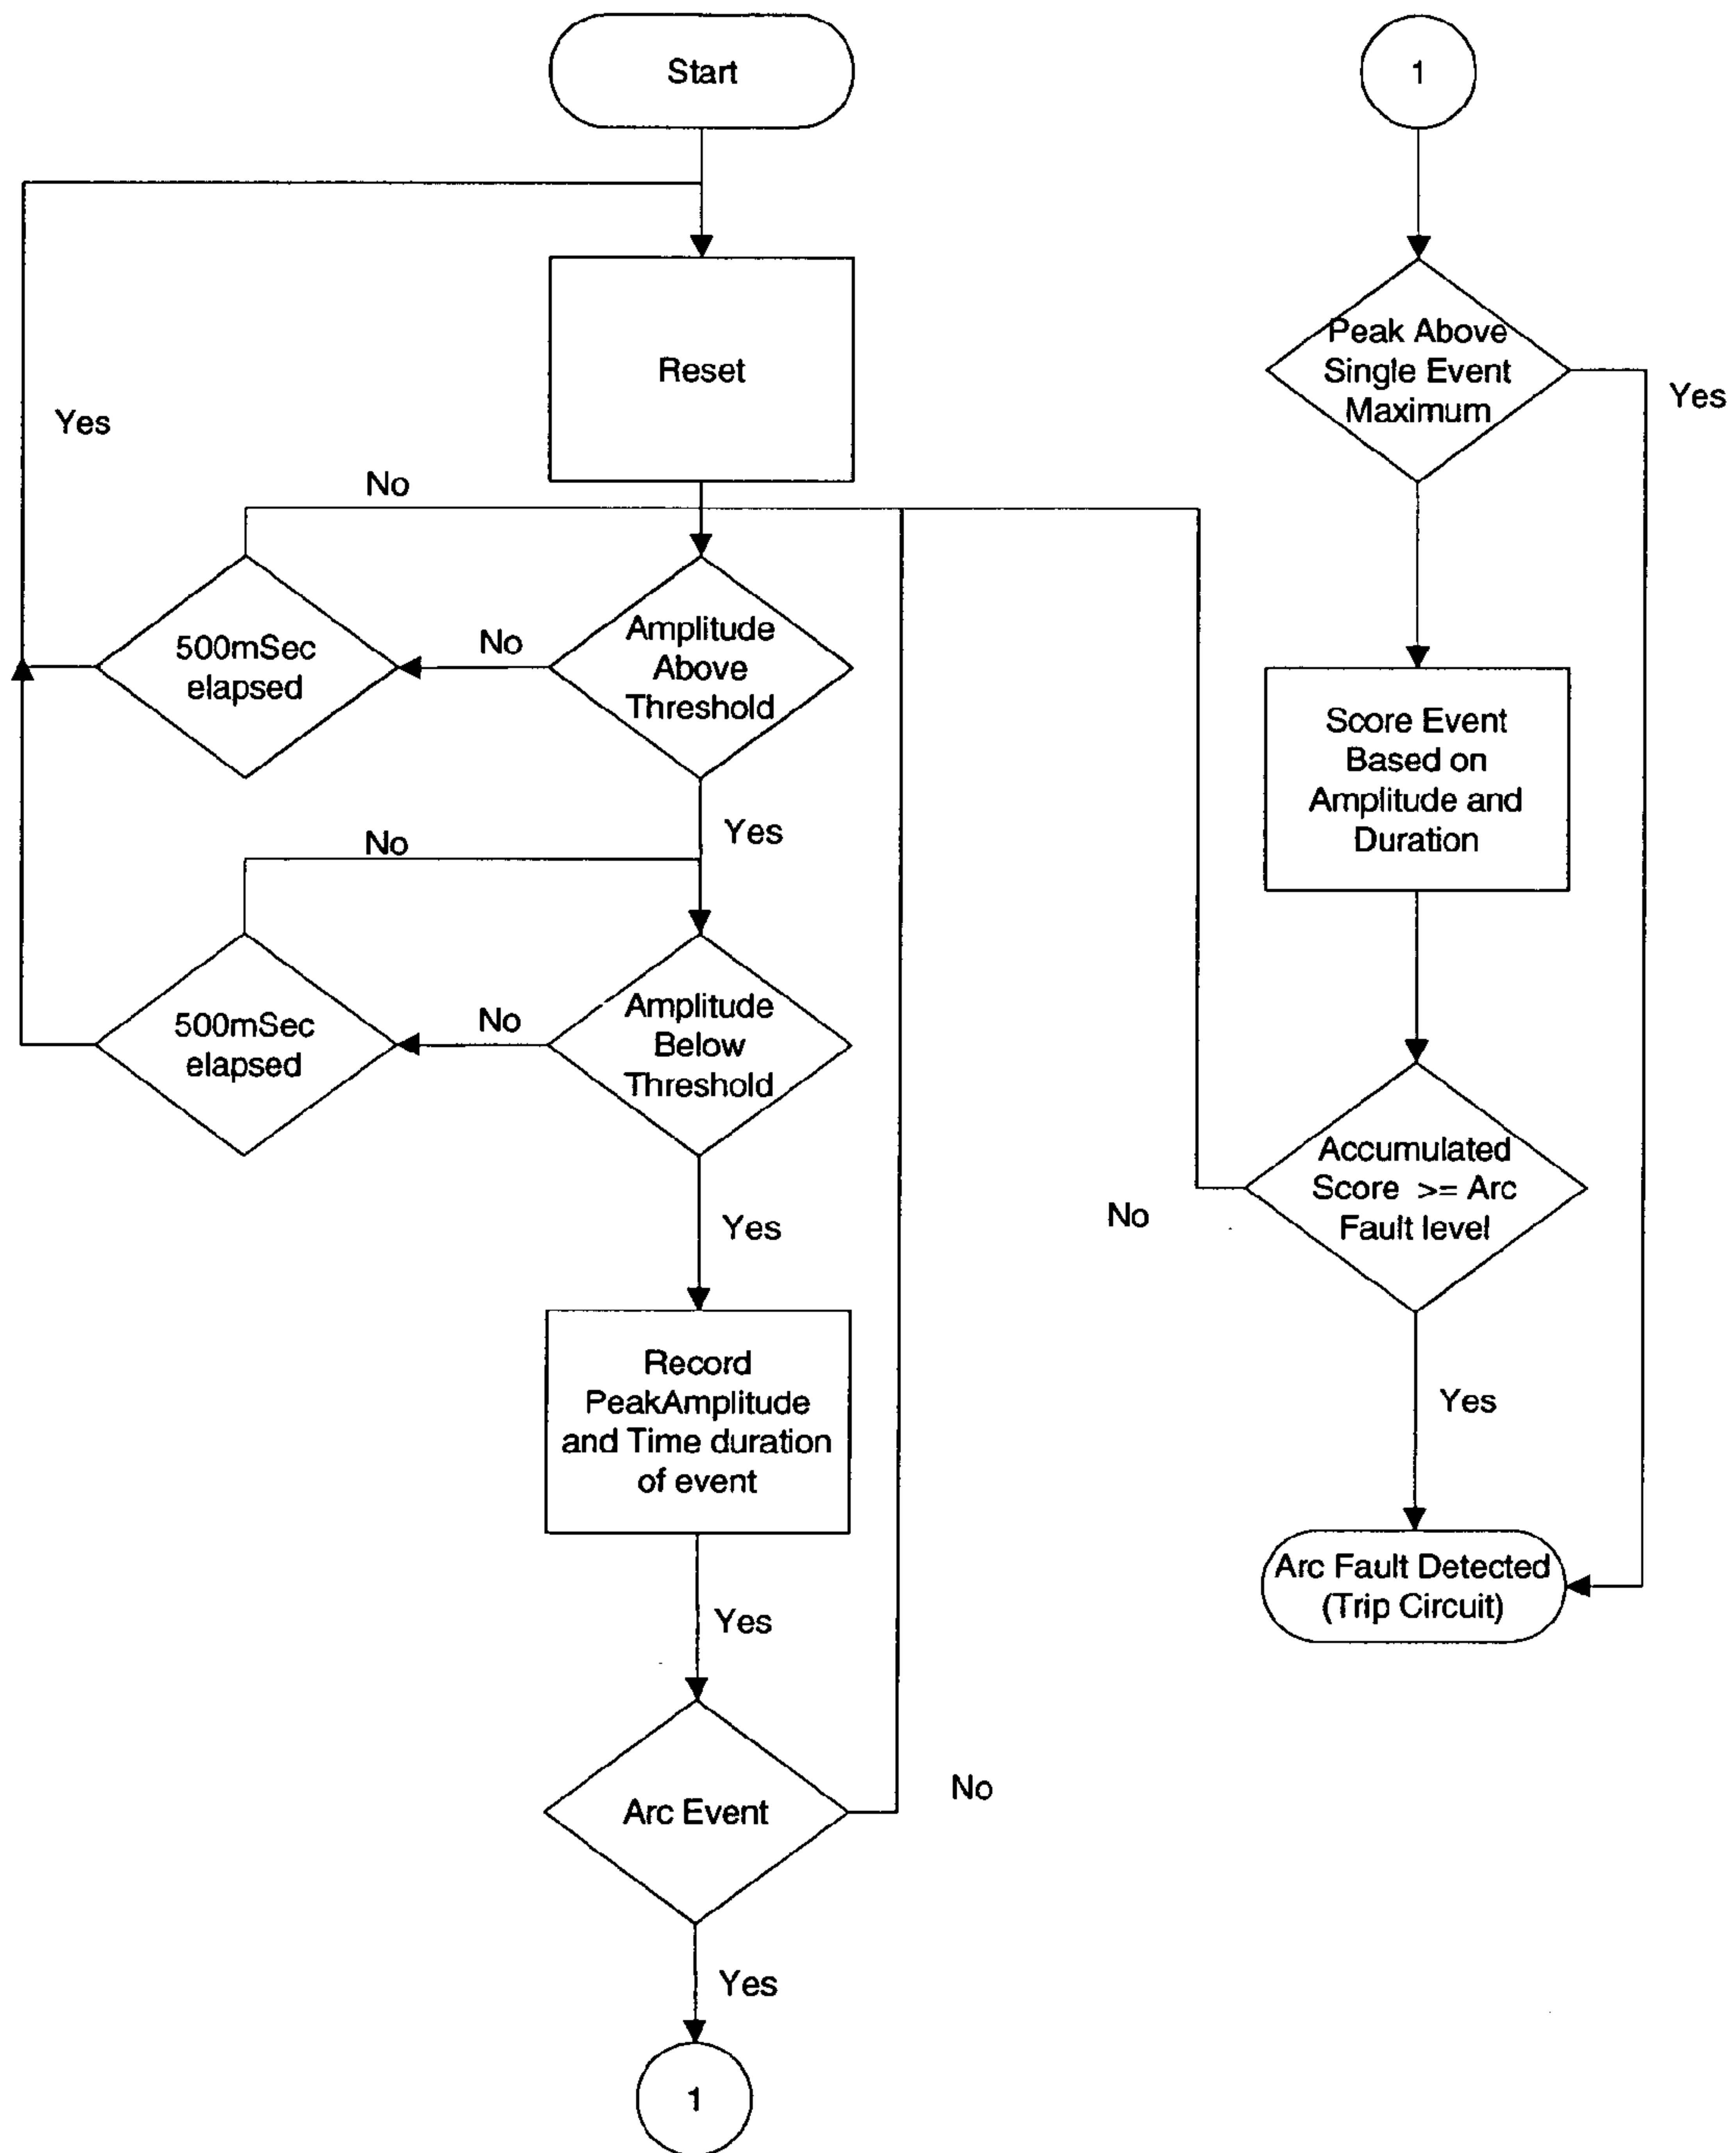 Start
Reset
Yes
No
500mSec
elapsed
No
Amplitude
Above
Threshold
Yes
No
500mSec
elapsed
No
Amplitude
Below
Threshold
Yes
Record
PeakAmplitude
and Time duration
of event
Yes
Arc Event
No
Yes
1
1
Peak Above
Single Event
Maximum
Yes
Score Event
Based on
Amplitude and
Duration
Accumulated
Score >= Arc
Fault level
No
Yes
Arc Fault Detected
(Trip Circuit)